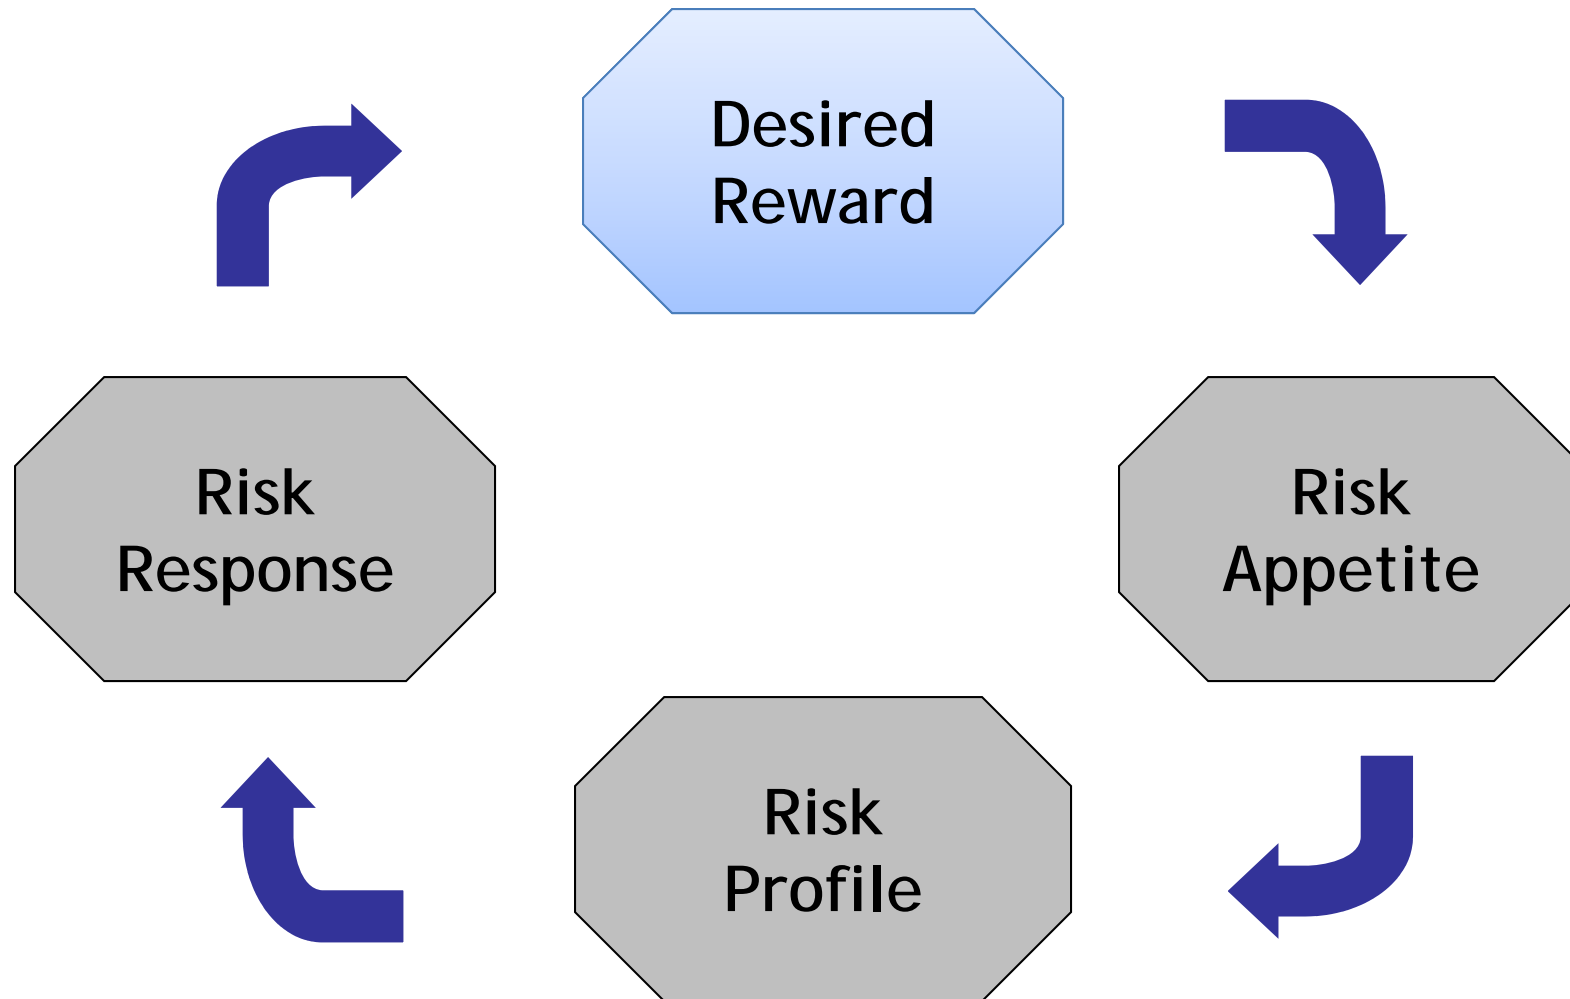 Desired
Reward
Risk
Response
Risk
Appetite
Risk
Profile